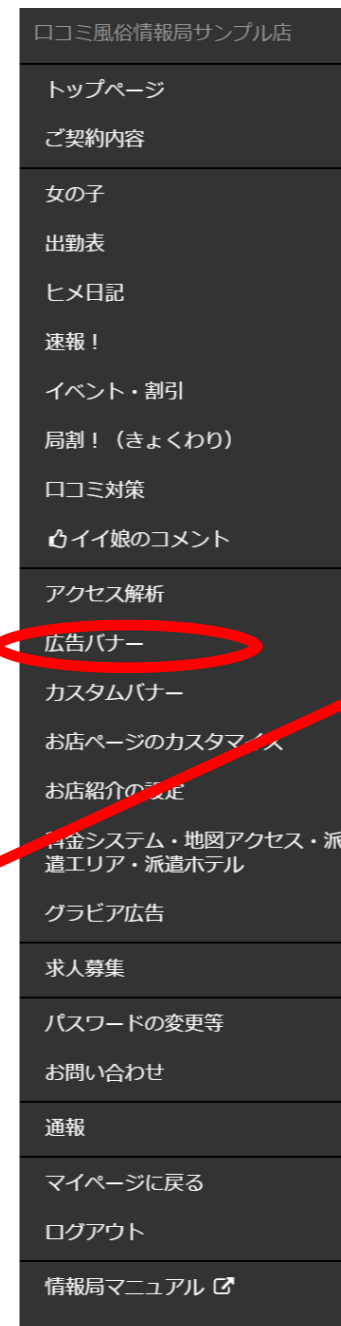 口コミ風俗情報局サンプル店
トップページ
ご契約内容
女の子
出勤表
ヒメ日記
速報！
イベント・割引
局割！（きょくわり）
口コミ対策
イイ娘のコメント
アクセス解析
広告バナー
カスタムバナー
お店ページのカスタマイズ
お店紹介の設定
料金システム・地図アクセス・派
遣エリア・派遣ホテル
グラビア広告
求人募集
パスワードの変更等
お問い合わせ
通報
マイページに戻る
ログアウト
情報局マニュアル